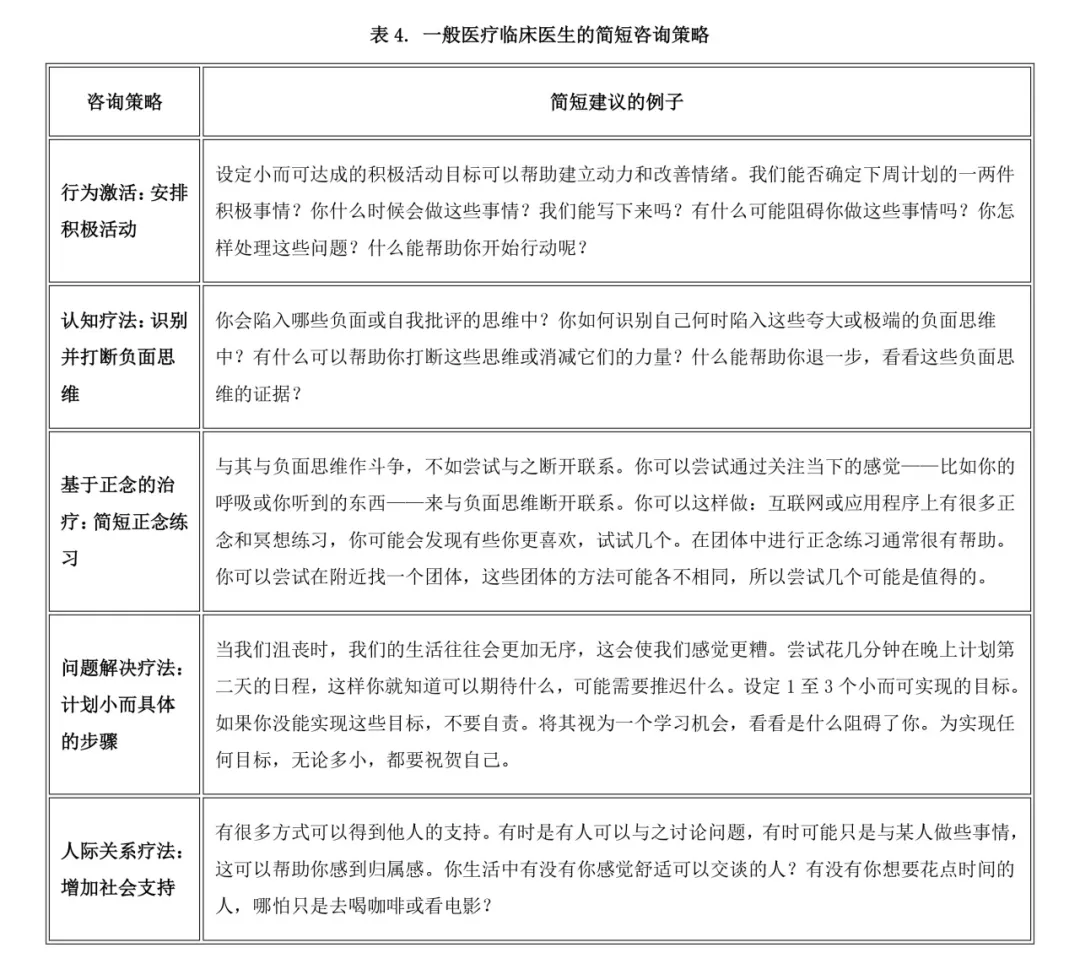 表 4. 一般医疗临床医生的简短咨询策略
咨询策略
简短建议的例子
行为激活：安排
积极活动
设定小而可达成的积极活动目标可以帮助建立动力和改善情绪。我们能否确定下周计划的一两件
积极事情？你什么时候会做这些事情？我们能写下来吗？有什么可能阻碍你做这些事情吗？你怎
样处理这些问题？什么能帮助你开始行动呢？
认知疗法：识别
并打断负面思
维
你会陷入哪些负面或自我批评的思维中？你如何识别自己何时陷入这些夸大或极端的负面思维
中？有什么可以帮助你打断这些思维或消减它们的力量？什么能帮助你退一步，看看这些负面思
维的证据？
基于正念的治
疗：简短正念练
习
与其与负面思维作斗争，不如尝试与之断开联系。你可以尝试通过关注当下的感觉——比如你的
呼吸或你听到的东西——来与负面思维断开联系。你可以这样做：互联网或应用程序上有很多正
念和冥想练习，你可能会发现有些你更喜欢，试试几个。在团体中进行正念练习通常很有帮助。
你可以尝试在附近找一个团体，这些团体的方法可能各不相同，所以尝试几个可能是值得的。
问题解决疗法：
计划小而具体
的步骤
当我们沮丧时，我们的生活往往会更加无序，这会使我们感觉更糟。尝试花几分钟在晚上计划第
二天的日程，这样你就知道可以期待什么，可能需要推迟什么。设定 1 至 3 个小而可实现的目标。
如果你没能实现这些目标，不要自责。将其视为一个学习机会，看看是什么阻碍了你。为实现任
何目标，无论多小，都要祝贺自己。
人际关系疗法：
增加社会支持
有很多方式可以得到他人的支持。有时是有人可以与之讨论问题，有时可能只是与某人做些事情，
这可以帮助你感到归属感。你生活中有没有你感觉舒适可以交谈的人？有没有你想要花点时间的
人，哪怕只是去喝咖啡或看电影？